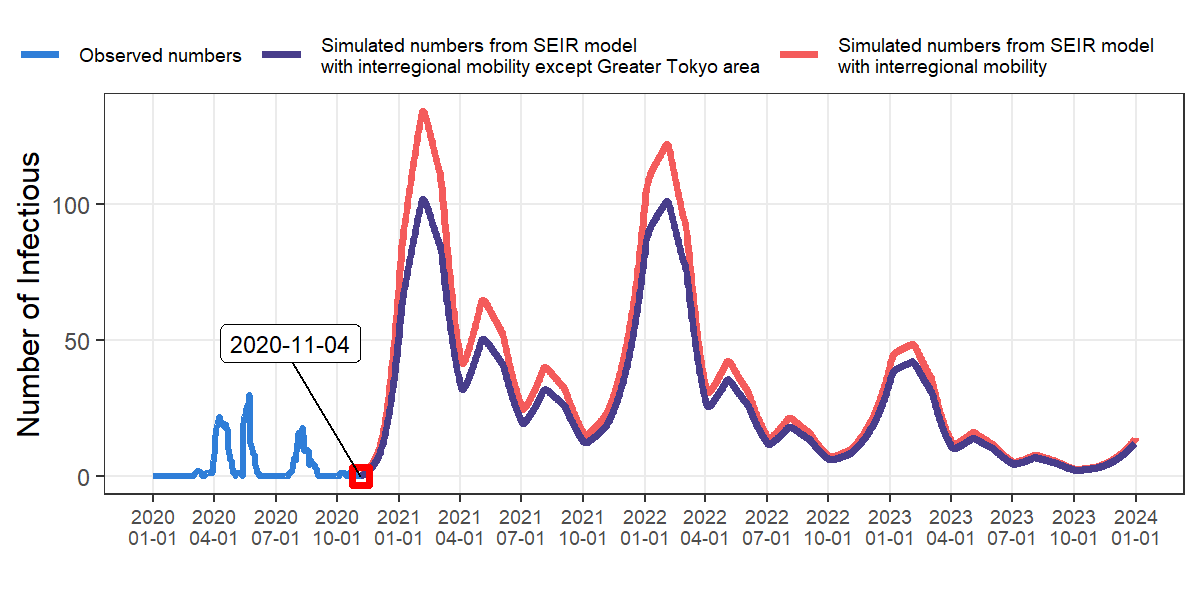 Observed numbers
Simulated numbers from SEIR model
with interregional mobility except Greater Tokyo area
Simulated numbers from SEIR model
with interregional mobility
Number of Infectious
100
50
0
2020-11-04
2020 2020 2020 2020 2021 2021 2021 2021 2022 2022 2022 2022 2023 2023 2023 2023 2024
01-01 04-01 07-01 10-01 01-01 04-01 07-01 10-01 01-01 04-01 07-01 10-01 01-01 04-01 07-01 10-01 01-01